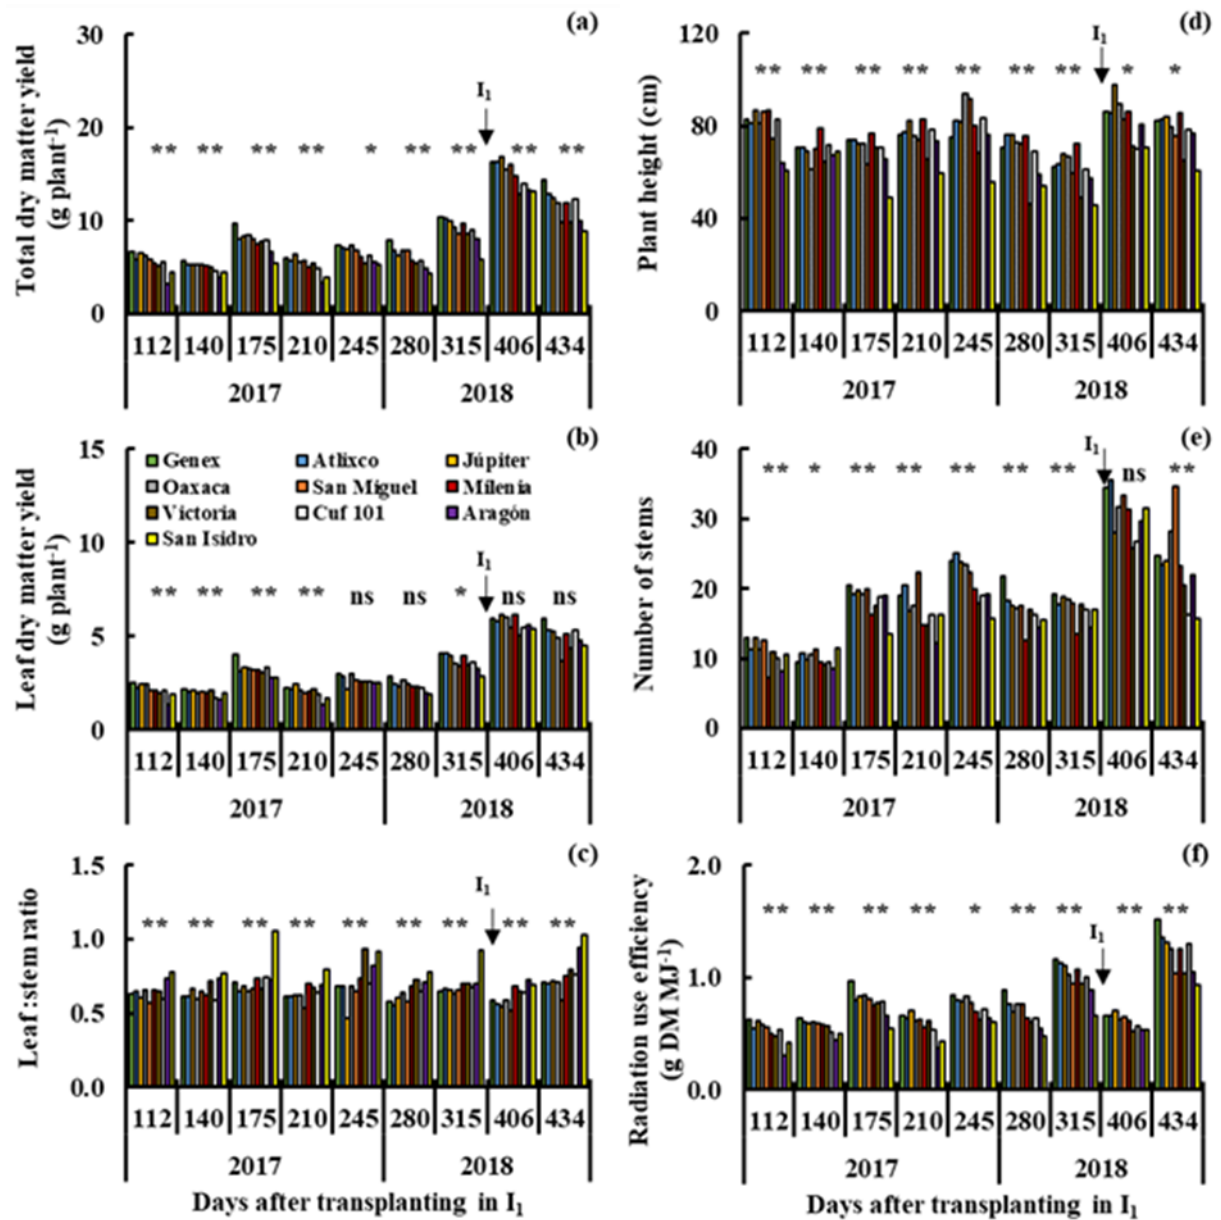 (a)
Total dry matter yield
(g plant⁻¹)
30
20
10
0
I₁
** ** ** ** * ** ** ** **
112 140 175 210 245 280 315 406 434
2017 2018
(b)
Leaf dry matter yield
(g plant⁻¹)
15
10
5
0
Genex Atlixco Júpiter
Oaxaca San Miguel Milenia
Victoria Cuf 101 Aragón
San Isidro
I₁
** ** ** ** ns ns * ns ns
112 140 175 210 245 280 315 406 434
2017 2018
(c)
Leaf :stem ratio
1.5
1.0
0.5
0.0
I₁
** ** ** ** ** ** ** ** **
112 140 175 210 245 280 315 406 434
2017 2018
Days after transplanting in I₁
(d)
Plant height (cm)
120
80
40
0
I₁
** ** ** ** ** ** ** * *
112 140 175 210 245 280 315 406 434
2017 2018
(e)
Number of stems
40
30
20
10
0
I₁
** * ** ** ** ** ** ns **
112 140 175 210 245 280 315 406 434
2017 2018
(f)
Radiation use efficiency
(g DM MJ⁻¹)
2.0
1.0
0.0
I₁
** ** ** ** * ** ** ** **
112 140 175 210 245 280 315 406 434
2017 2018
Days after transplanting in I₁